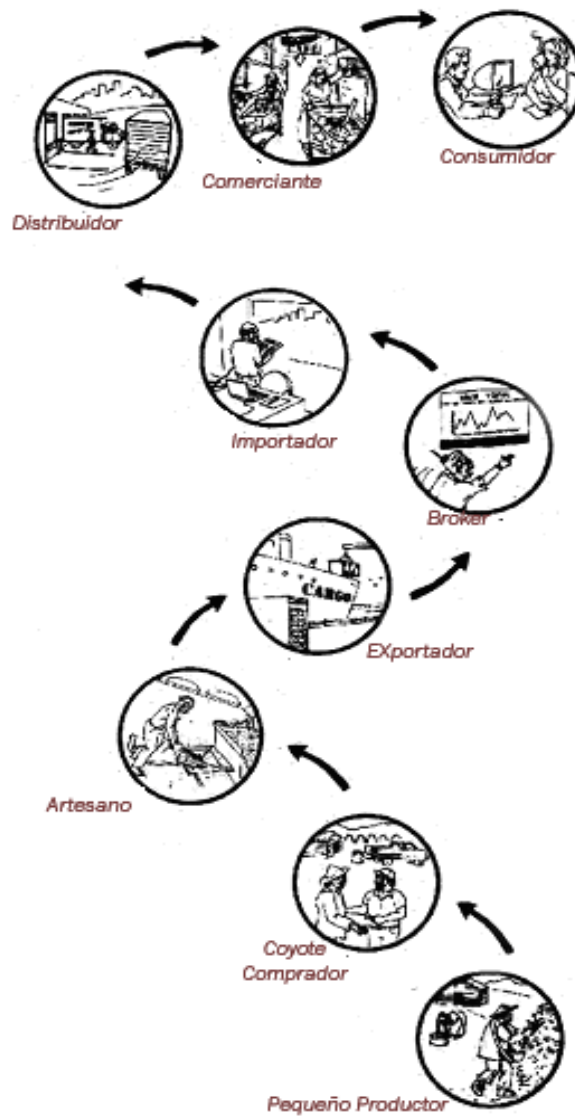 Consumidor
Comerciante
Distribuidor
Importador
Broker
CARGO
EXportador
Artesano
Coyote
Comprador
Pequeño Productor